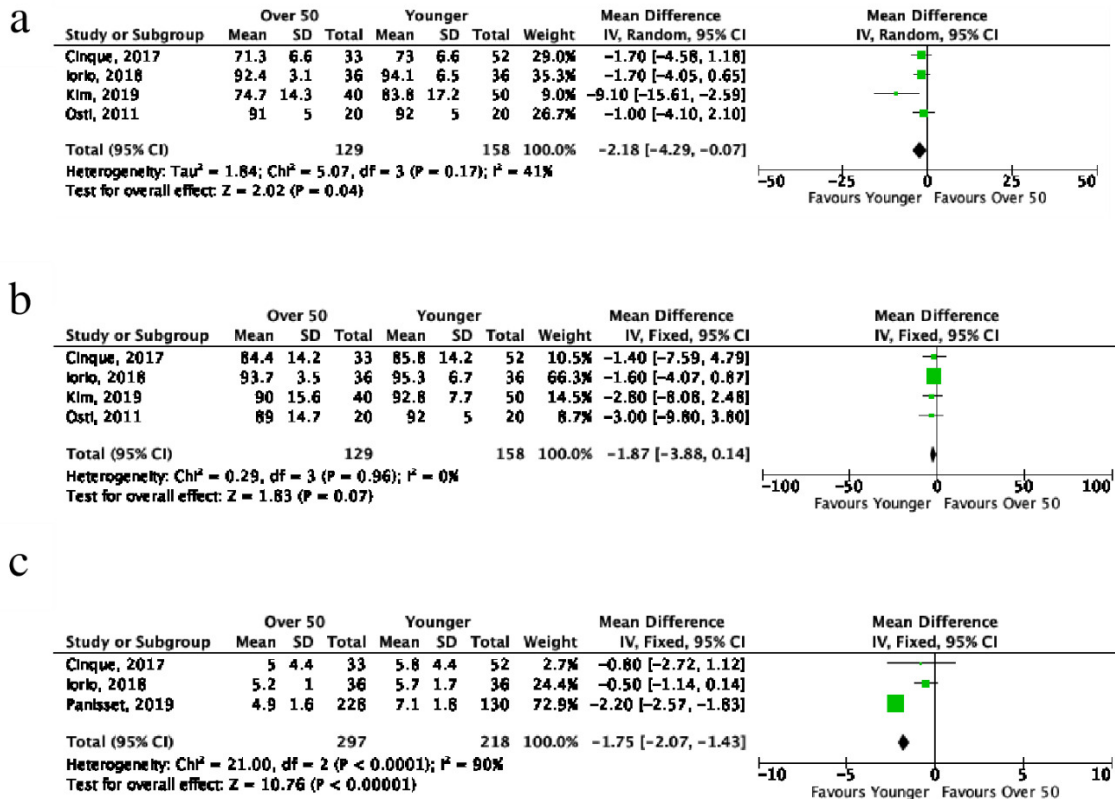 a
Over 50 Younger Mean Difference Mean Difference
Study or Subgroup Mean SD Total Mean SD Total Weight IV, Random, 95% CI IV, Random, 95% CI
Cinque, 2017 71.3 6.6 33 73 6.6 52 29.0% −1.70 [−4.58, 1.18]
Iorio, 2018 92.4 3.1 36 94.1 6.5 36 35.3% −1.70 [−4.05, 0.65]
Kim, 2019 74.7 14.3 40 83.8 17.2 50 9.0% −9.10 [−15.61, −2.59]
Osti, 2011 91 5 20 92 5 20 26.7% −1.00 [−4.10, 2.10]
Total (95% CI) 129 158 100.0% −2.18 [−4.29, −0.07]
Heterogeneity: Tau² = 1.84; Chi² = 5.07, df = 3 (P = 0.17); I² = 41%
Test for overall effect: Z = 2.02 (P = 0.04)
−50 −25 0 25 50
Favours Younger Favours Over 50
b
Over 50 Younger Mean Difference Mean Difference
Study or Subgroup Mean SD Total Mean SD Total Weight IV, Fixed, 95% CI IV, Fixed, 95% CI
Cinque, 2017 84.4 14.2 33 85.8 14.2 52 10.5% −1.40 [−7.59, 4.79]
Iorio, 2018 93.7 3.5 36 95.3 6.7 36 66.3% −1.60 [−4.07, 0.87]
Kim, 2019 90 15.6 40 92.8 7.7 50 14.5% −2.80 [−8.08, 2.48]
Osti, 2011 89 14.7 20 92 5 20 8.7% −3.00 [−9.80, 3.80]
Total (95% CI) 129 158 100.0% −1.87 [−3.88, 0.14]
Heterogeneity: Chi² = 0.29, df = 3 (P = 0.96); I² = 0%
Test for overall effect: Z = 1.83 (P = 0.07)
−100 −50 0 50 100
Favours Younger Favours Over 50
c
Over 50 Younger Mean Difference Mean Difference
Study or Subgroup Mean SD Total Mean SD Total Weight IV, Fixed, 95% CI IV, Fixed, 95% CI
Cinque, 2017 5 4.4 33 5.8 4.4 52 2.7% −0.80 [−2.72, 1.12]
Iorio, 2018 5.2 1 36 5.7 1.7 36 24.4% −0.50 [−1.14, 0.14]
Panisset, 2019 4.9 1.6 228 7.1 1.8 130 72.9% −2.20 [−2.57, −1.83]
Total (95% CI) 297 218 100.0% −1.75 [−2.07, −1.43]
Heterogeneity: Chi² = 21.00, df = 2 (P < 0.0001); I² = 90%
Test for overall effect: Z = 10.76 (P < 0.00001)
−10 −5 0 5 10
Favours Younger Favours Over 50